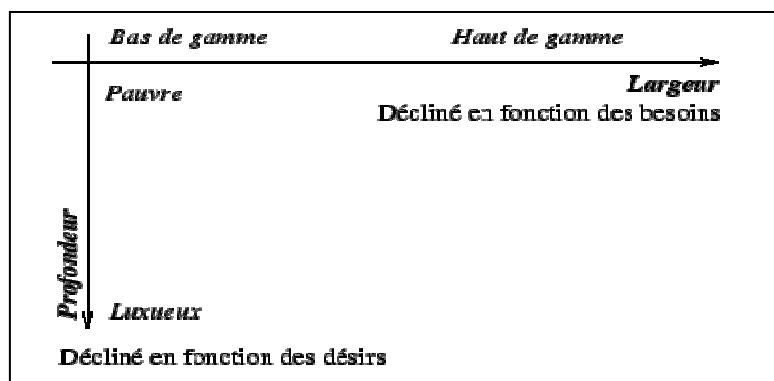 Bas de gamme Haut de gamme
Pauvre
Largeur
Décliné en fonction des besoins
Profondeur
Luxueux
Décliné en fonction des désirs